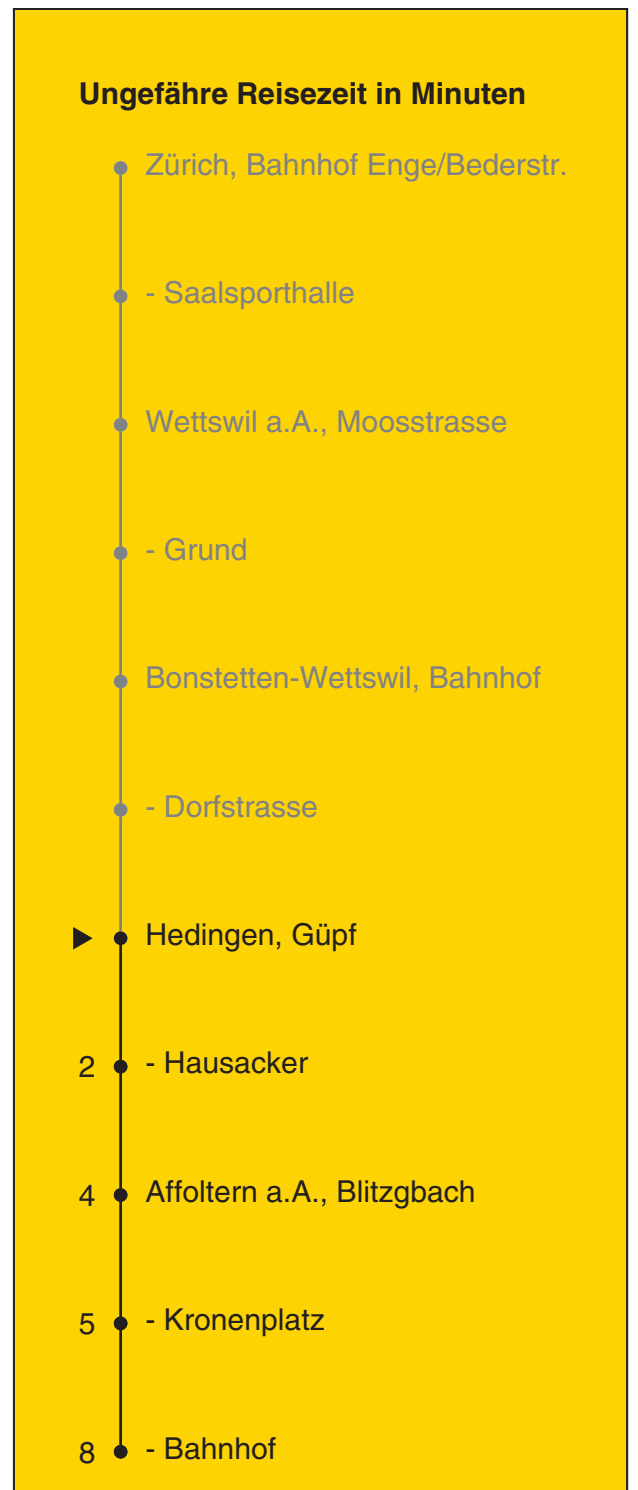 Ungefähre Reisezeit in Minuten
Zürich, Bahnhof Enge/Bederstr.
- Saalsporthalle
Wettswil a.A., Moosstrasse
- Grund
Bonstetten-Wettswil, Bahnhof
- Dorfstrasse
Hedingen, Güpf
2 - Hausacker
4 Affoltern a.A., Blitzgbach
5 - Kronenplatz
8 - Bahnhof